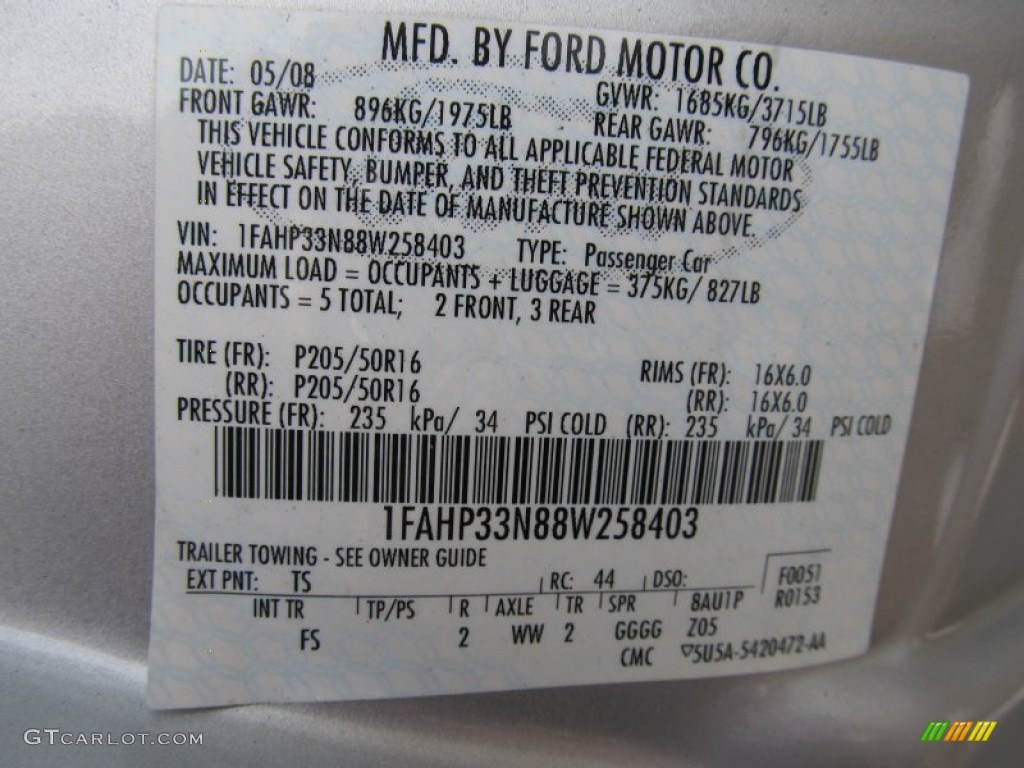 MFD. BY FORD MOTOR CO.
DATE: 05/08 GVWR: 1685KG/3715LB
FRONT GAWR: 896KG/1975LB REAR GAWR: 796KG/1755LB
THIS VEHICLE CONFORMS TO ALL APPLICABLE FEDERAL MOTOR
VEHICLE SAFETY, BUMPER, AND THEFT PREVENTION STANDARDS
IN EFFECT ON THE DATE OF MANUFACTURE SHOWN ABOVE.
VIN: 1FAHP33N88W258403 TYPE: Passenger Car
MAXIMUM LOAD = OCCUPANTS + LUGGAGE = 375KG/ 827LB
OCCUPANTS = 5 TOTAL; 2 FRONT, 3 REAR
TIRE (FR): P205/50R16 RIMS (FR): 16X6.0
(RR): P205/50R16 (RR): 16X6.0
PRESSURE (FR): 235 kPa/ 34 PSI COLD (RR): 235 kPa/ 34 PSI COLD
1FAHP33N88W258403
TRAILER TOWING - SEE OWNER GUIDE
EXT PNT: TS RC: 44 DSO: F0051
INT TR TP/PS R AXLE TR SPR 8AU1P R0153
FS 2 WW 2 GGGG Z05
CMC 5U5A-5420472-AA
GTCARLOT.COM